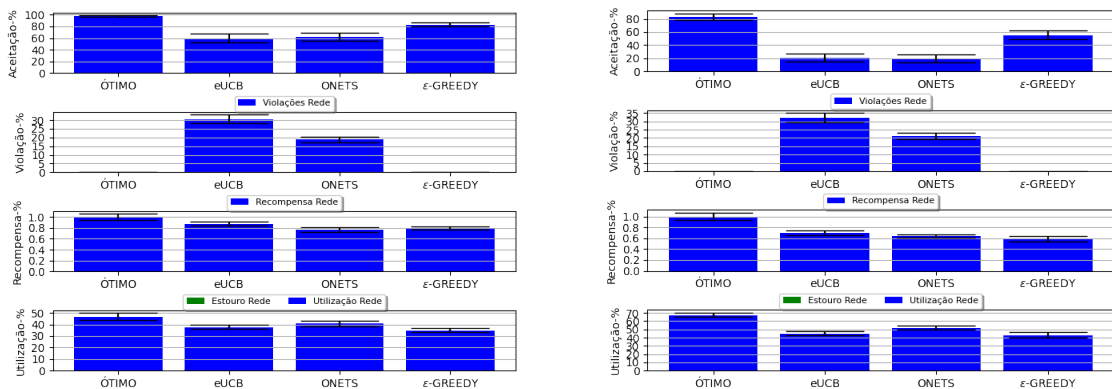 Aceitação-%
100
80
60
40
20
0
ÓTIMO eUCB ONETS ε-GREEDY
Violações Rede
Violação-%
30
25
20
15
10
5
0
ÓTIMO eUCB ONETS ε-GREEDY
Recompensa Rede
Recompensa-%
1.0
0.8
0.6
0.4
0.2
0.0
ÓTIMO eUCB ONETS ε-GREEDY
Estouro Rede Utilização Rede
Utilização-%
50
40
30
20
10
0
ÓTIMO eUCB ONETS ε-GREEDY
Aceitação-%
80
60
40
20
0
ÓTIMO eUCB ONETS ε-GREEDY
Violações Rede
Violação-%
35
30
25
20
15
10
5
0
ÓTIMO eUCB ONETS ε-GREEDY
Recompensa Rede
Recompensa-%
1.0
0.8
0.6
0.4
0.2
0.0
ÓTIMO eUCB ONETS ε-GREEDY
Estouro Rede Utilização Rede
Utilização-%
70
60
50
40
30
20
10
0
ÓTIMO eUCB ONETS ε-GREEDY